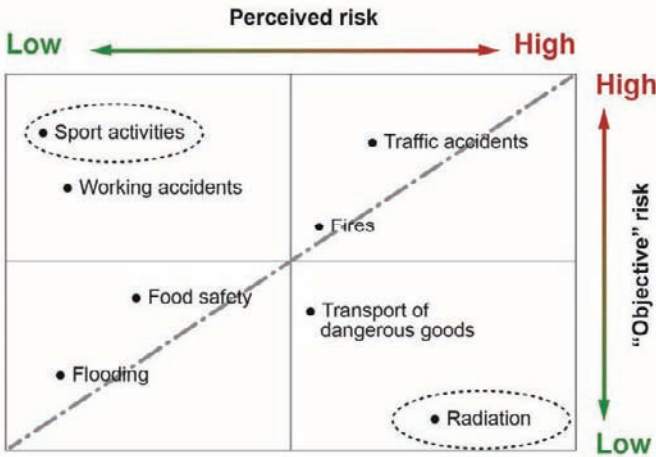 Perceived risk
Low
High
High
Sport activities
Traffic accidents
Working accidents
Fires
"Objective" risk
Food safety
Transport of
dangerous goods
Flooding
Radiation
Low